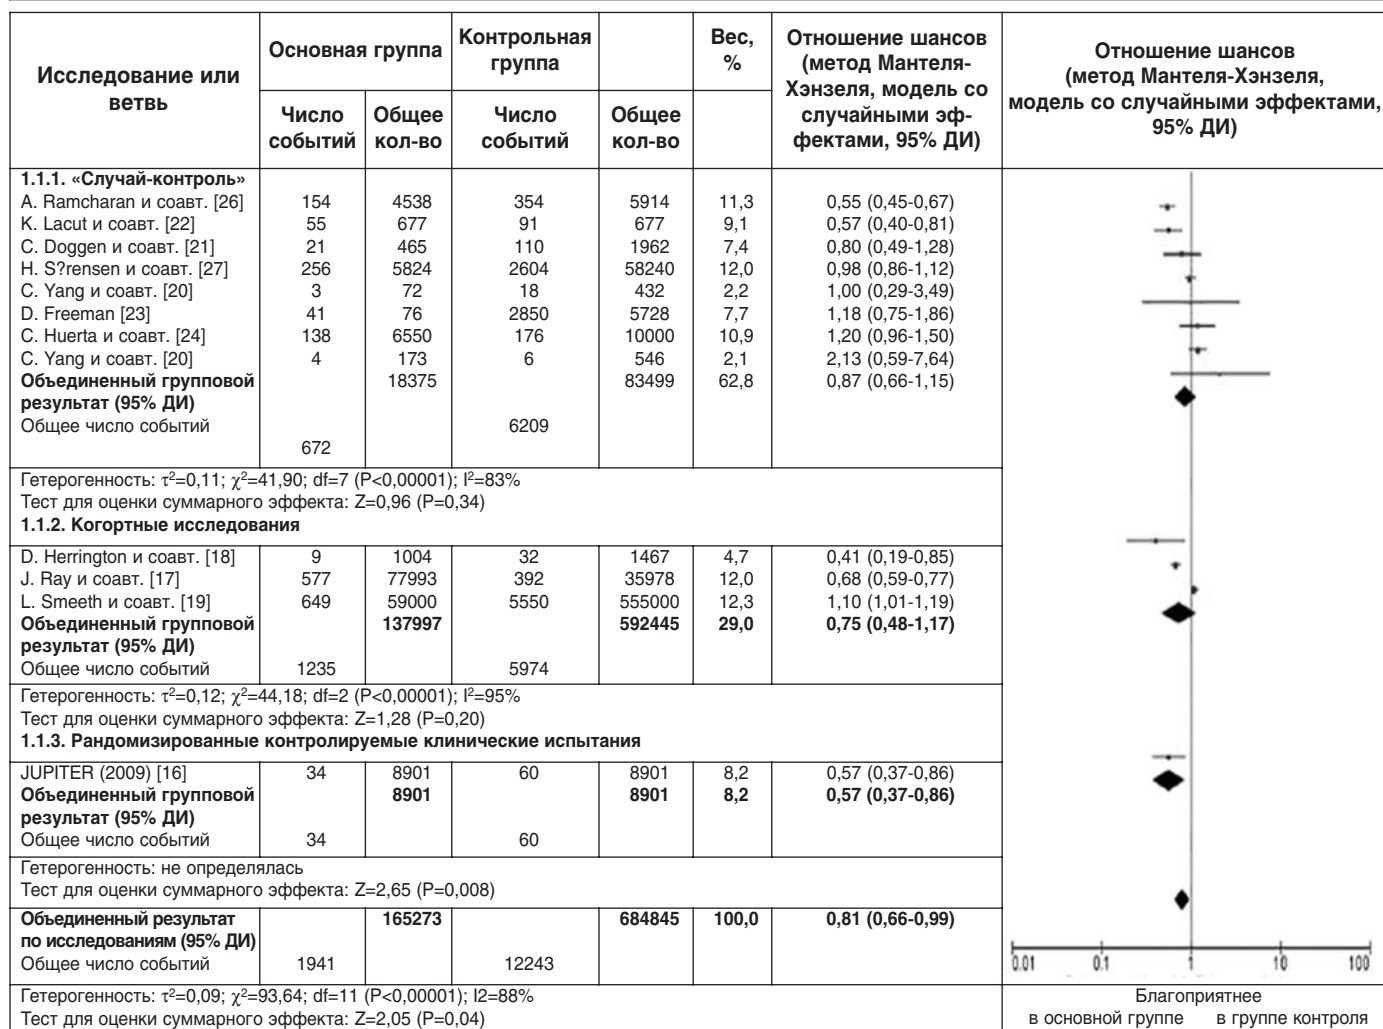 Исследование или ветвь | Основная группа | Контрольная группа | Вес, % | Отношение шансов (метод Мантеля-Хэнзеля, модель со случайными эф-фектами, 95% ДИ) | Отношение шансов (метод Мантеля-Хэнзеля, модель со случайными эффектами, 95% ДИ)
Число событий | Общее кол-во | Число событий | Общее кол-во
1.1.1. «Случай-контроль»
A. Ramcharan и соавт. [26] 154 4538 354 5914 11,3 0,55 (0,45-0,67)
K. Lacut и соавт. [22] 55 677 91 677 9,1 0,57 (0,40-0,81)
C. Doggen и соавт. [21] 21 465 110 1962 7,4 0,80 (0,49-1,28)
H. S?rensen и соавт. [27] 256 5824 2604 58240 12,0 0,98 (0,86-1,12)
C. Yang и соавт. [20] 3 72 18 432 2,2 1,00 (0,29-3,49)
D. Freeman [23] 41 76 2850 5728 7,7 1,18 (0,75-1,86)
C. Huerta и соавт. [24] 138 6550 176 10000 10,9 1,20 (0,96-1,50)
C. Yang и соавт. [20] 4 173 6 546 2,1 2,13 (0,59-7,64)
Объединенный групповой 18375 83499 62,8 0,87 (0,66-1,15)
результат (95% ДИ)
Общее число событий 6209
672
Гетерогенность: τ²=0,11; χ²=41,90; df=7 (P<0,00001); I²=83%
Тест для оценки суммарного эффекта: Z=0,96 (P=0,34)
1.1.2. Когортные исследования
D. Herrington и соавт. [18] 9 1004 32 1467 4,7 0,41 (0,19-0,85)
J. Ray и соавт. [17] 577 77993 392 35978 12,0 0,68 (0,59-0,77)
L. Smeeth и соавт. [19] 649 59000 5550 555000 12,3 1,10 (1,01-1,19)
Объединенный групповой 137997 592445 29,0 0,75 (0,48-1,17)
результат (95% ДИ)
Общее число событий 1235 5974
Гетерогенность: τ²=0,12; χ²=44,18; df=2 (P<0,00001); I²=95%
Тест для оценки суммарного эффекта: Z=1,28 (P=0,20)
1.1.3. Рандомизированные контролируемые клинические испытания
JUPITER (2009) [16] 34 8901 60 8901 8,2 0,57 (0,37-0,86)
Объединенный групповой 8901 8901 8,2 0,57 (0,37-0,86)
результат (95% ДИ)
Общее число событий 34 60
Гетерогенность: не определялась
Тест для оценки суммарного эффекта: Z=2,65 (P=0,008)
Объединенный результат 165273 684845 100,0 0,81 (0,66-0,99)
по исследованиям (95% ДИ)
Общее число событий 1941 12243
0.01 0.1 1 10 100
Гетерогенность: τ²=0,09; χ²=93,64; df=11 (P<0,00001); I2=88%
Тест для оценки суммарного эффекта: Z=2,05 (P=0,04)
Благоприятнее
в основной группе в группе контроля